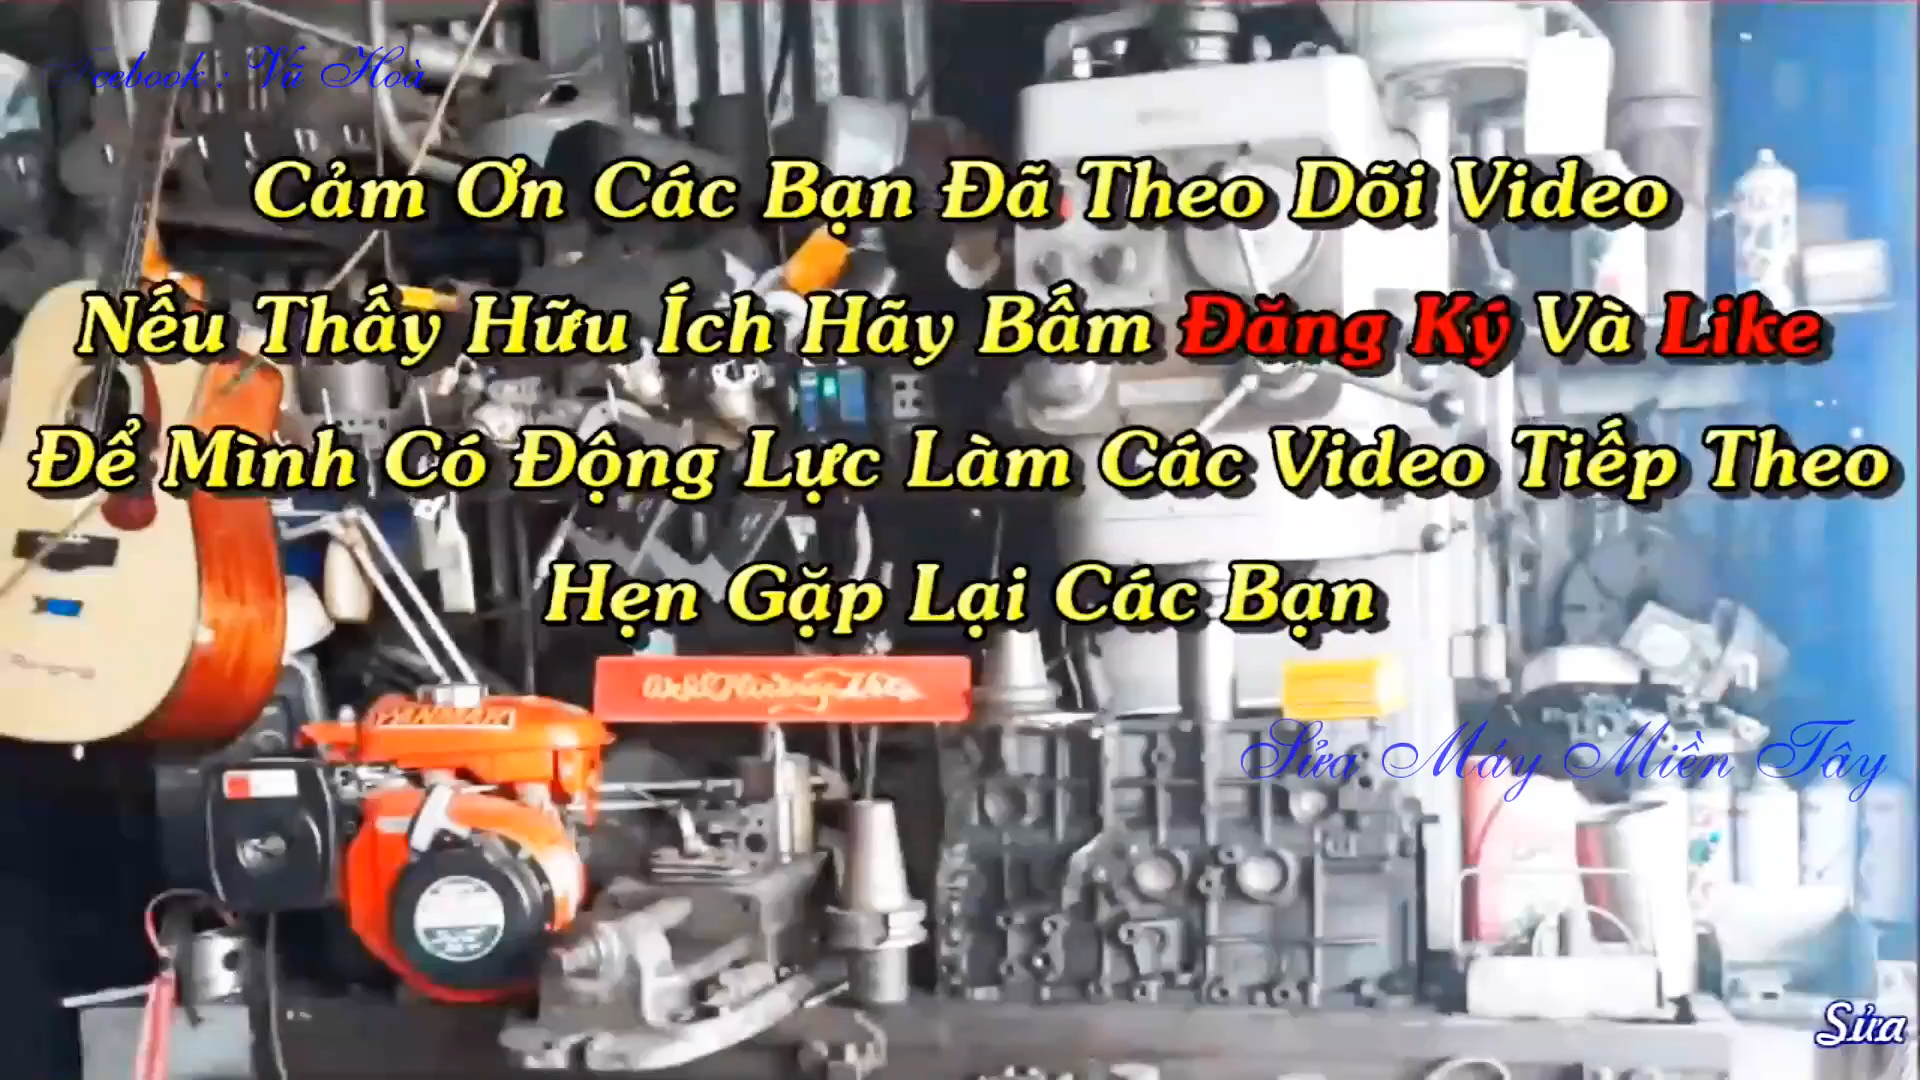 Facebook : Vũ Hoà
Cảm Ơn Các Bạn Đã Theo Dõi Video
Nếu Thấy Hữu Ích Hãy Bấm Đăng Ký Và Like
Để Mình Có Động Lực Làm Các Video Tiếp Theo
Hẹn Gặp Lại Các Bạn
YANMAR
Sửa Máy Miền Tây
Sửa